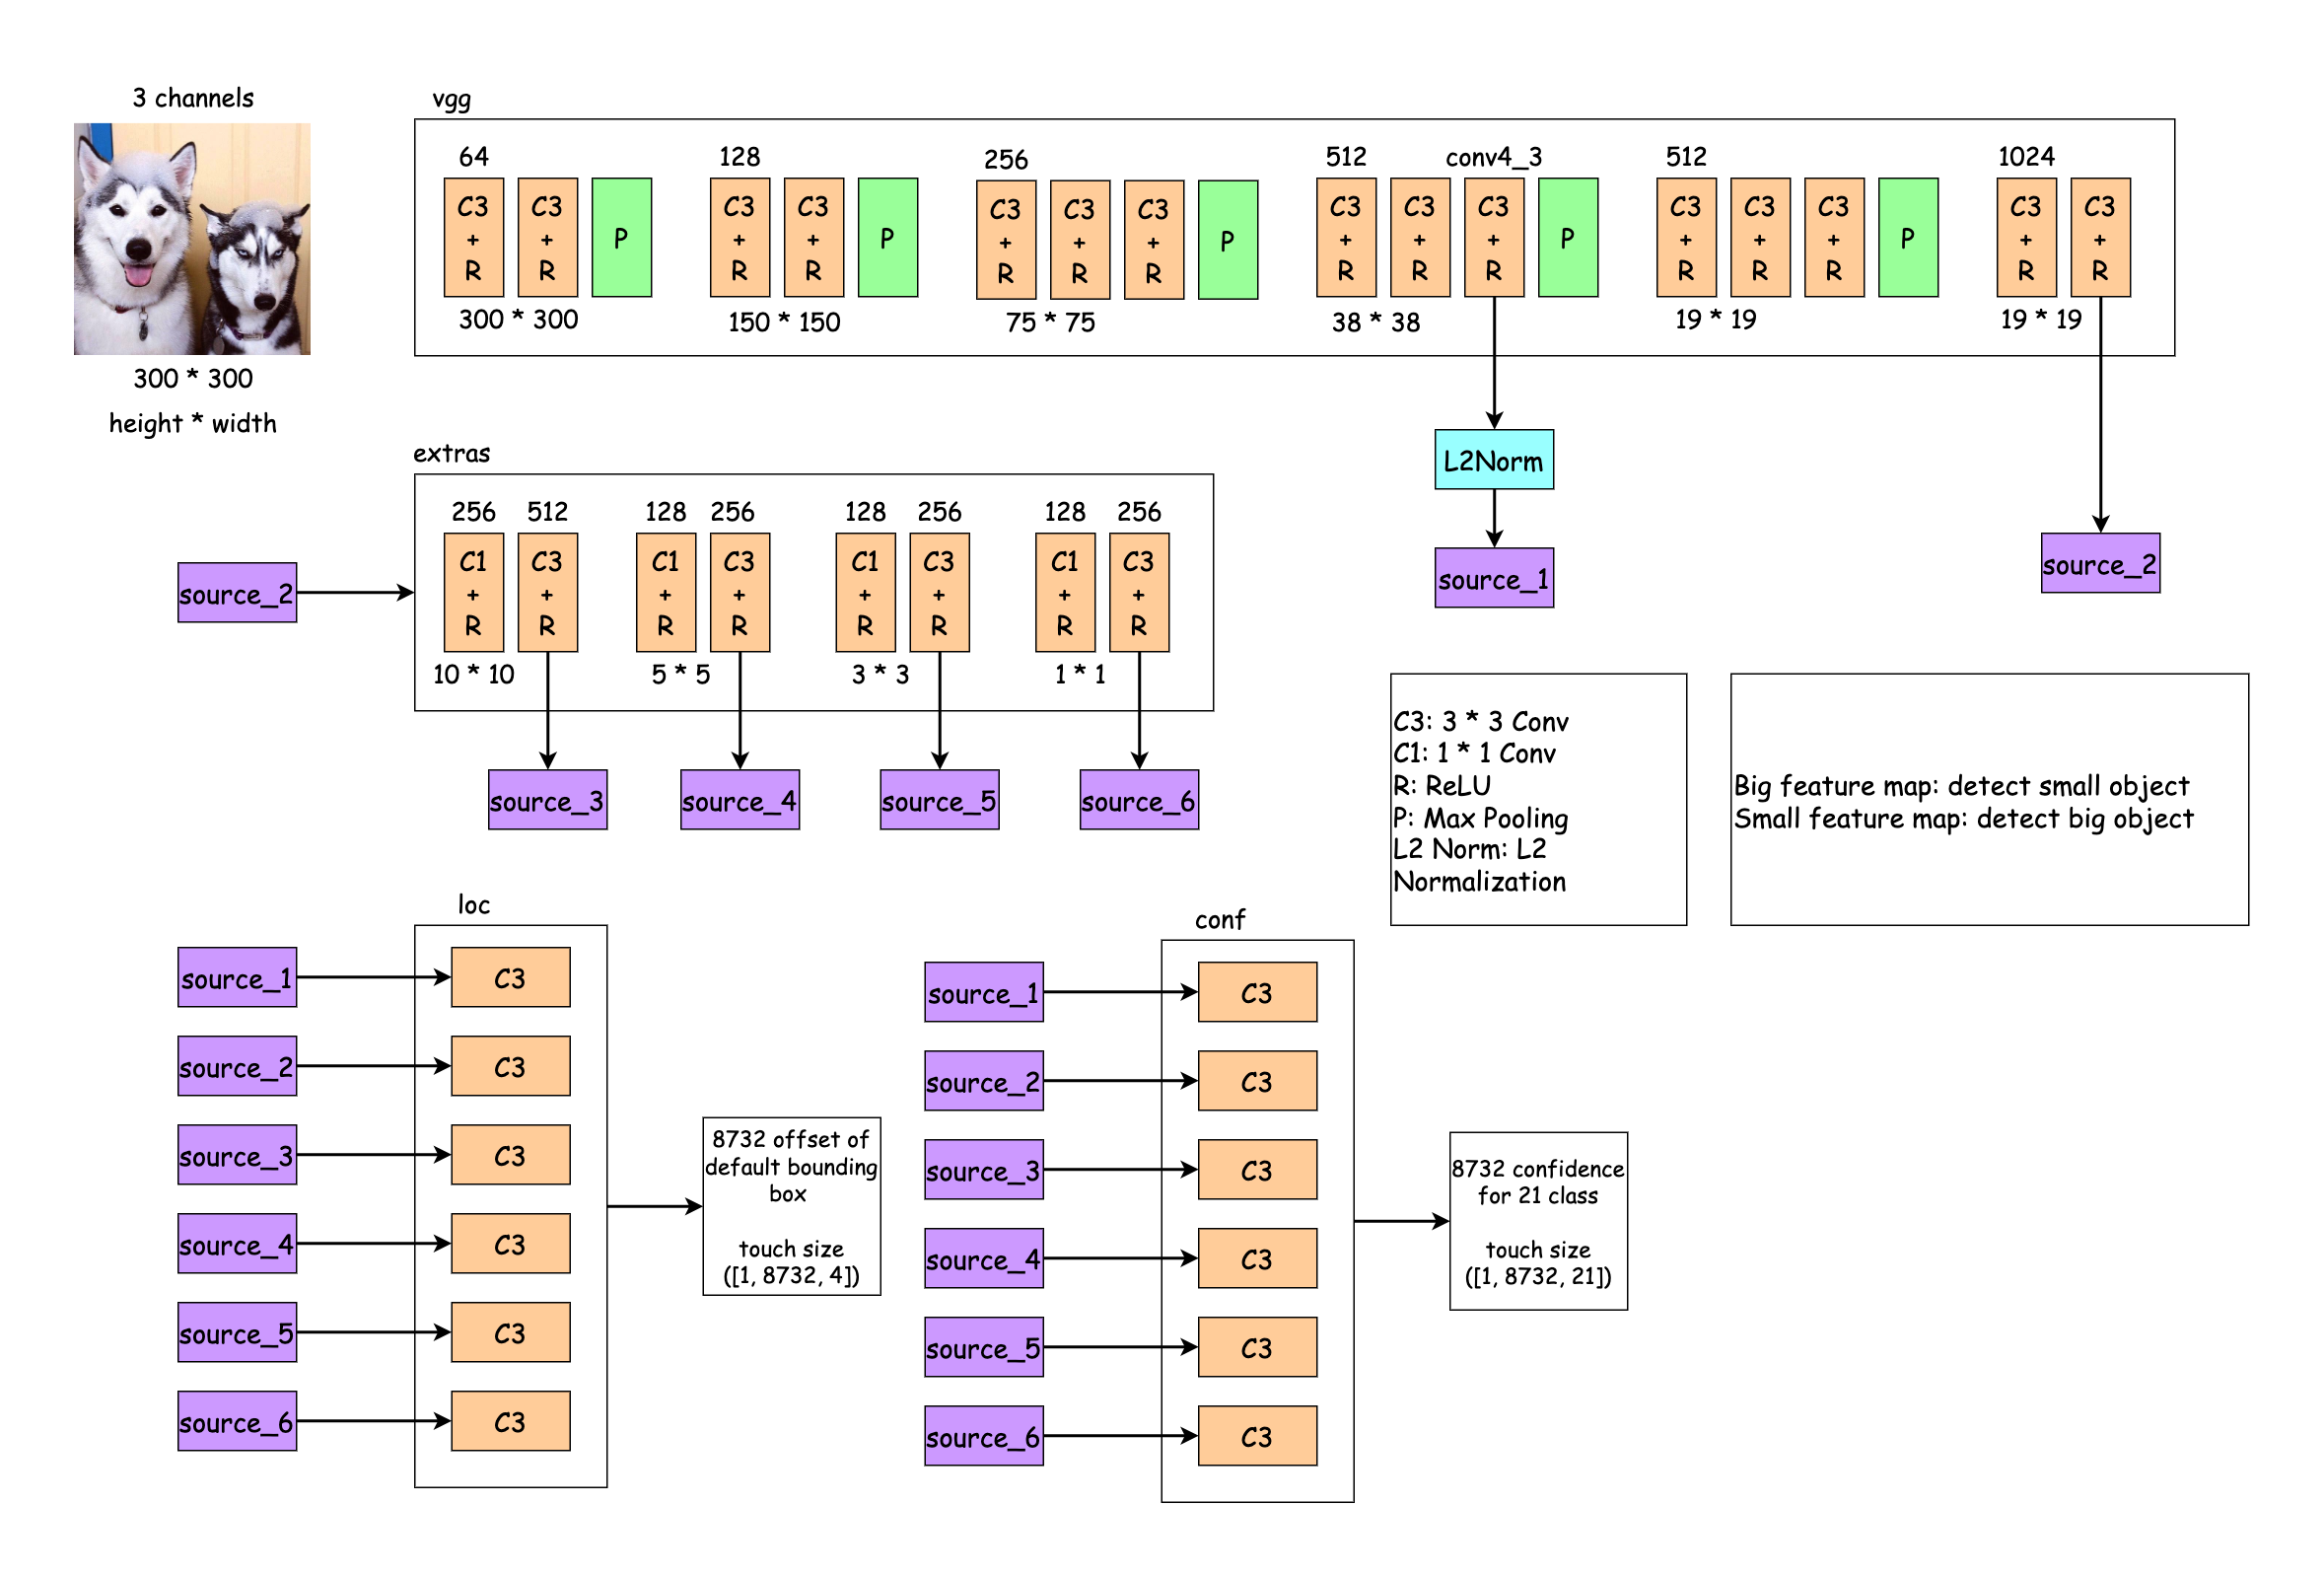 3 channels
300 * 300
height * width
vgg
64
128
256
512
conv4_3
512
1024
C3
+
R
C3
+
R
P
C3
+
R
C3
+
R
P
C3
+
R
C3
+
R
C3
+
R
P
C3
+
R
C3
+
R
C3
+
R
P
C3
+
R
C3
+
R
C3
+
R
P
C3
+
R
C3
+
R
300 * 300
150 * 150
75 * 75
38 * 38
19 * 19
19 * 19
L2Norm
source_1
source_2
extras
source_2
256
512
128
256
128
256
128
256
C1
+
R
C3
+
R
C1
+
R
C3
+
R
C1
+
R
C3
+
R
C1
+
R
C3
+
R
10 * 10
5 * 5
3 * 3
1 * 1
source_3
source_4
source_5
source_6
C3: 3 * 3 Conv
C1: 1 * 1 Conv
R: ReLU
P: Max Pooling
L2 Norm: L2
Normalization
Big feature map: detect small object
Small feature map: detect big object
loc
source_1
C3
source_2
C3
source_3
C3
source_4
C3
source_5
C3
source_6
C3
8732 offset of
default bounding
box
touch size
([1, 8732, 4])
conf
source_1
C3
source_2
C3
source_3
C3
source_4
C3
source_5
C3
source_6
C3
8732 confidence
for 21 class
touch size
([1, 8732, 21])